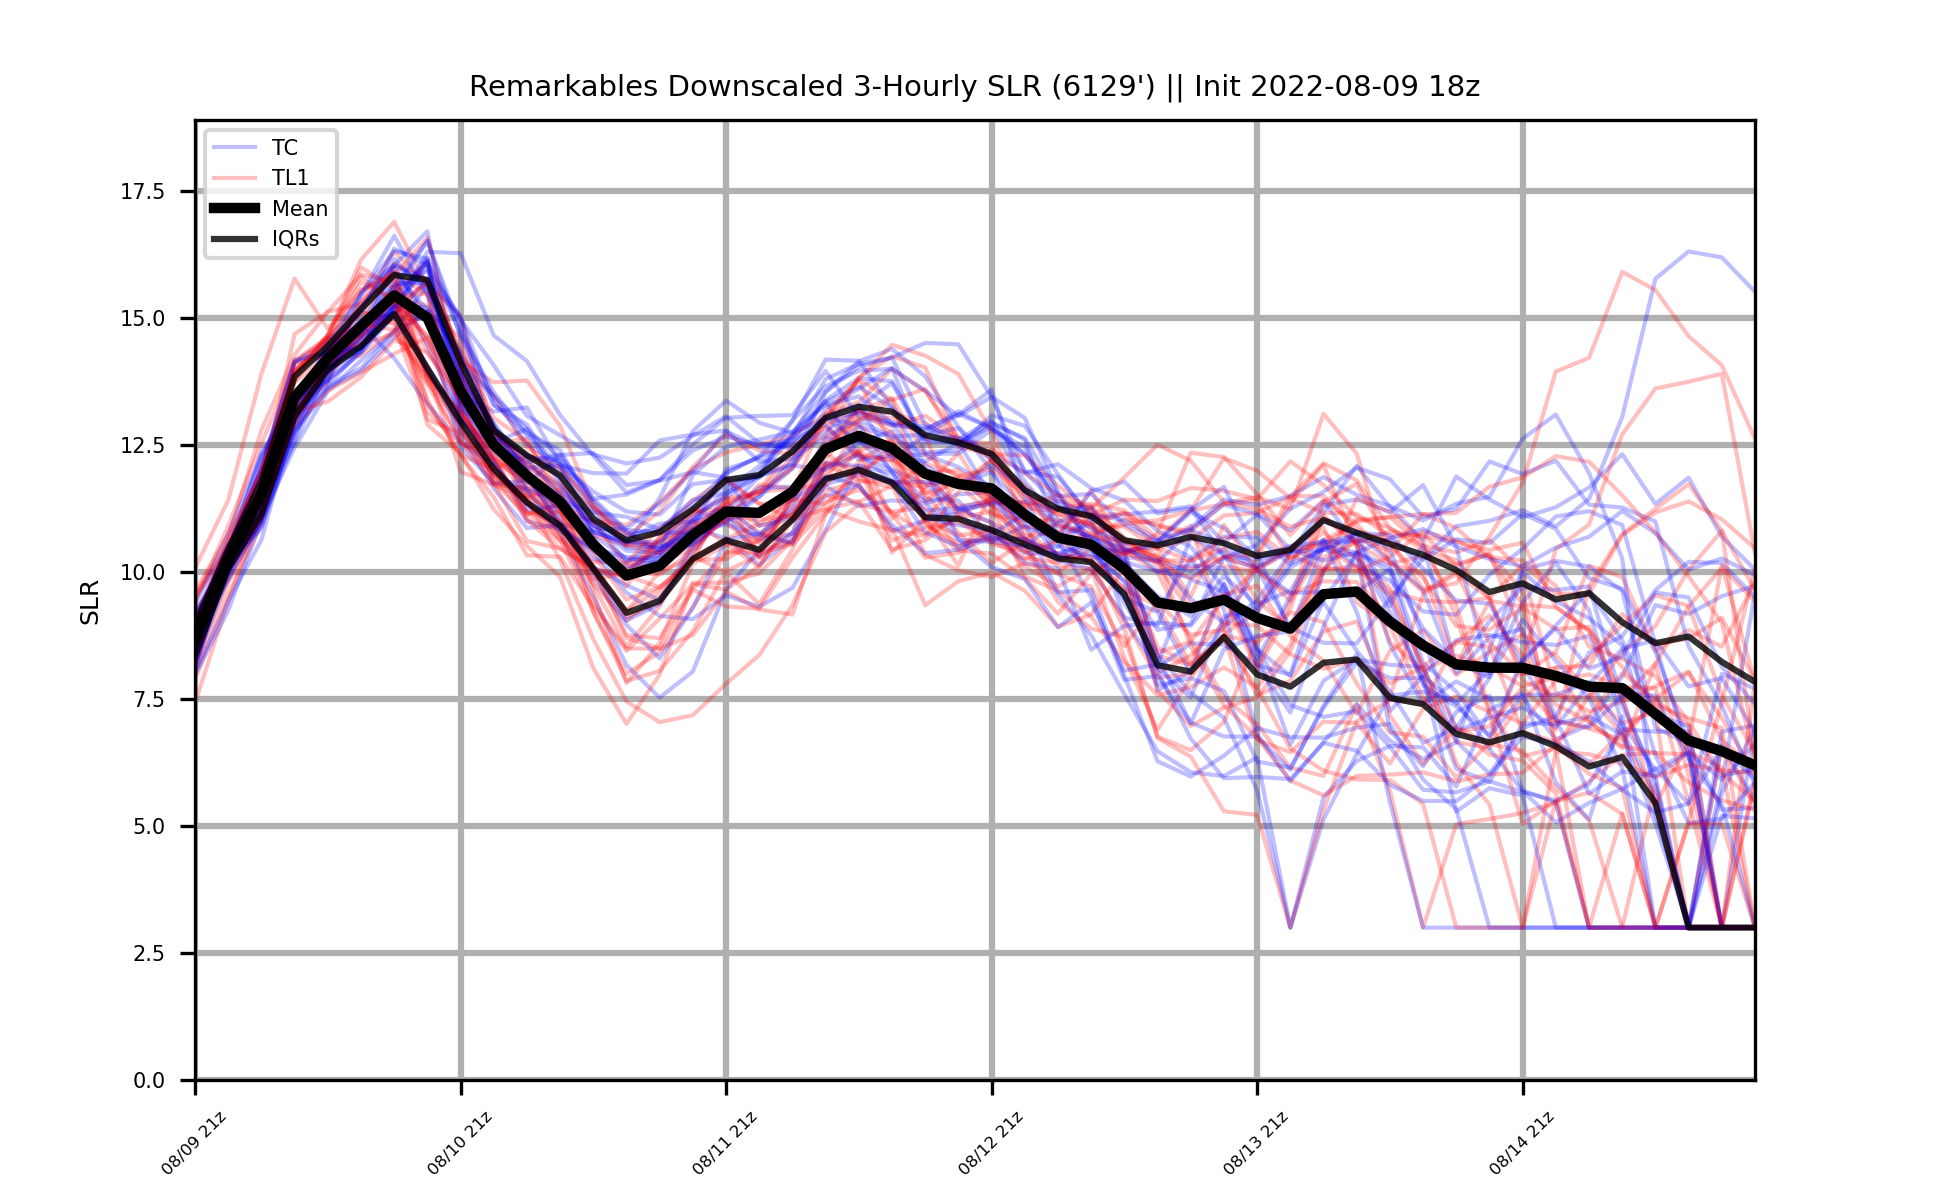 Remarkables Downscaled 3-Hourly SLR (6129') || Init 2022-08-09 18z
TC
TL1
Mean
IQRs
17.5
15.0
12.5
10.0
7.5
5.0
2.5
0.0
SLR
08/09 21z
08/10 21z
08/11 21z
08/12 21z
08/13 21z
08/14 21z